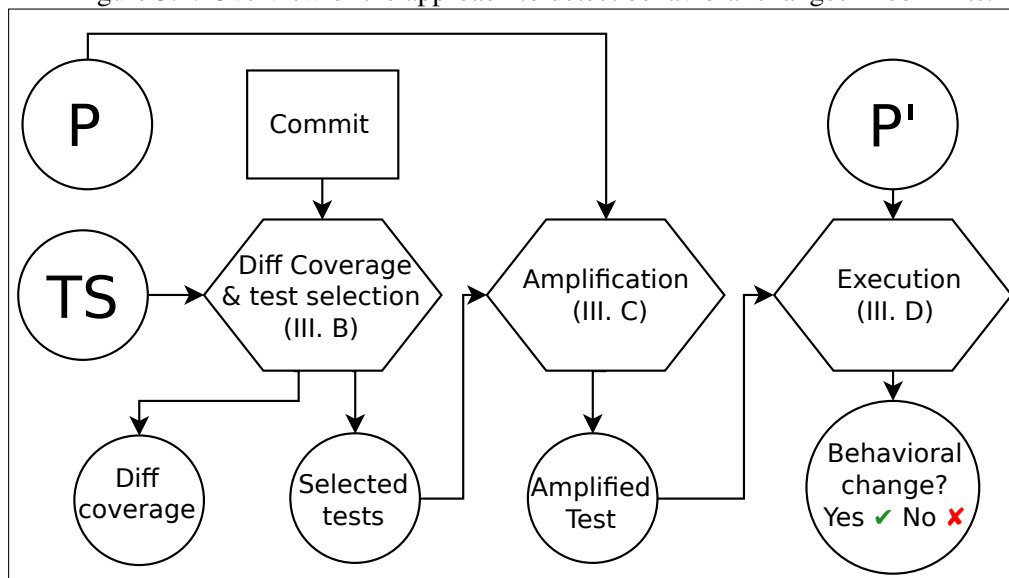 P
Commit
P'
TS
Diff Coverage
& test selection
(III. B)
Amplification
(III. C)
Execution
(III. D)
Diff
coverage
Selected
tests
Amplified
Test
Behavioral
change?
Yes ✔ No ✘